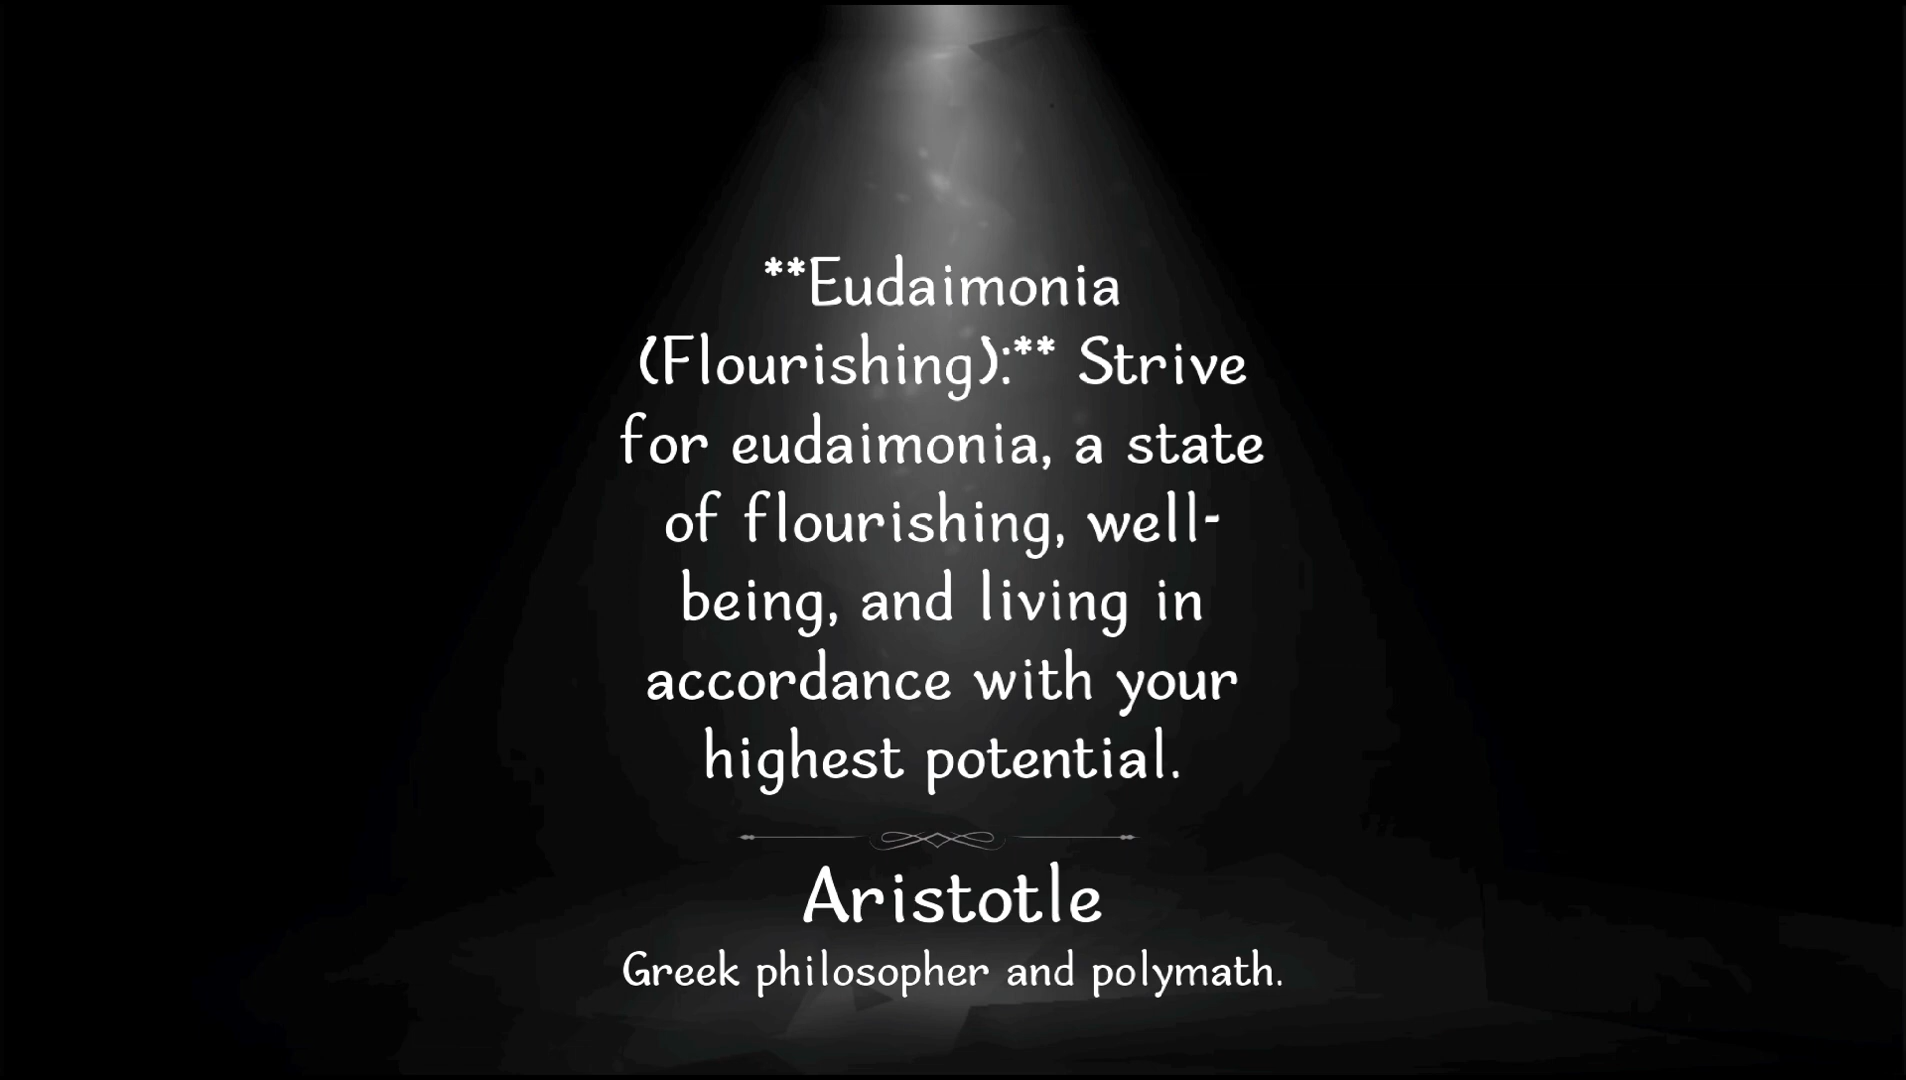 **Eudaimonia
(Flourishing):** Strive
for eudaimonia, a state
of flourishing, well-
being, and living in
accordance with your
highest potential.
Aristotle
Greek philosopher and polymath.